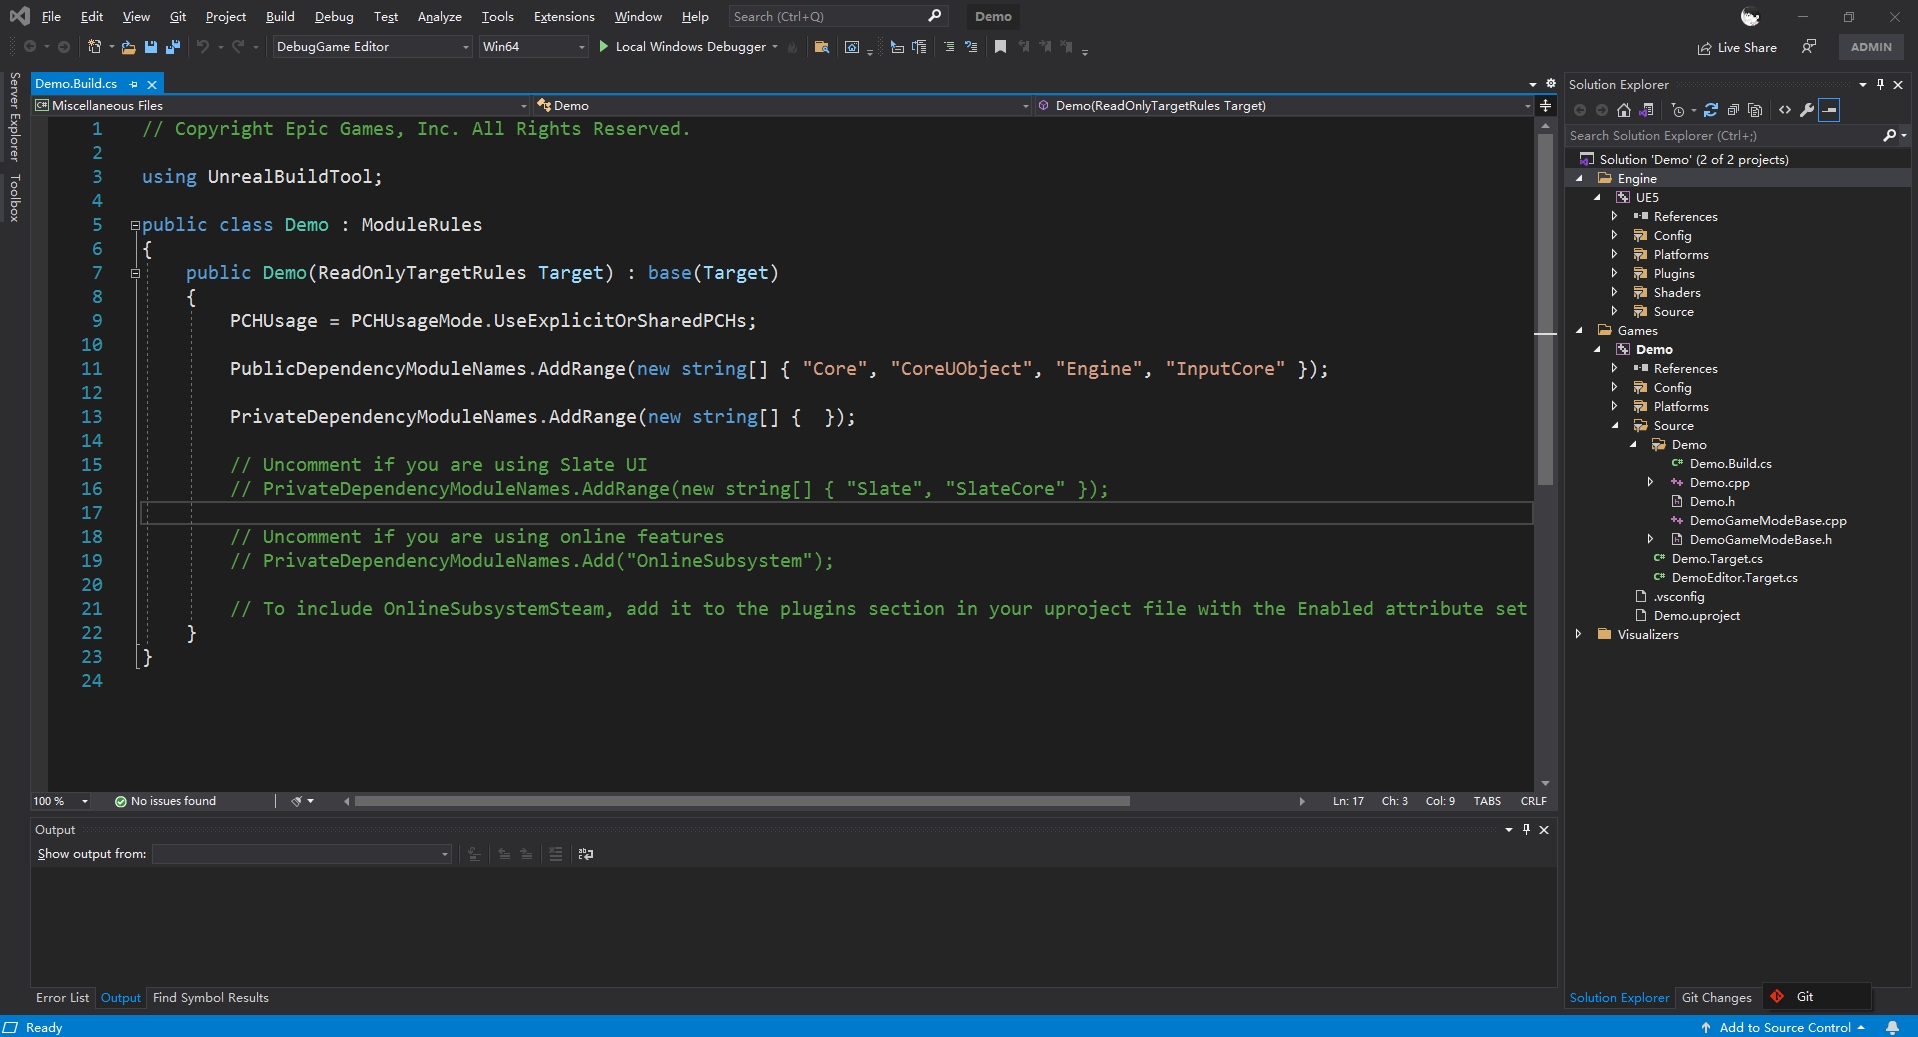 File Edit View Git Project Build Debug Test Analyze Tools Extensions Window Help Search (Ctrl+Q) Demo
DebugGame Editor Win64 Local Windows Debugger Live Share ADMIN
Server Explorer
Toolbox
Demo.Build.cs
Miscellaneous Files Demo Demo(ReadOnlyTargetRules Target)
1 // Copyright Epic Games, Inc. All Rights Reserved.
2
3 using UnrealBuildTool;
4
5 public class Demo : ModuleRules
6 {
7 public Demo(ReadOnlyTargetRules Target) : base(Target)
8 {
9 PCHUsage = PCHUsageMode.UseExplicitOrSharedPCHs;
10
11 PublicDependencyModuleNames.AddRange(new string[] { "Core", "CoreUObject", "Engine", "InputCore" });
12
13 PrivateDependencyModuleNames.AddRange(new string[] {  });
14
15 // Uncomment if you are using Slate UI
16 // PrivateDependencyModuleNames.AddRange(new string[] { "Slate", "SlateCore" });
17
18 // Uncomment if you are using online features
19 // PrivateDependencyModuleNames.Add("OnlineSubsystem");
20
21 // To include OnlineSubsystemSteam, add it to the plugins section in your uproject file with the Enabled attribute set
22 }
23 }
24
100 % No issues found Ln: 17 Ch: 3 Col: 9 TABS CRLF
Output
Show output from:
Error List Output Find Symbol Results
Solution Explorer
Search Solution Explorer (Ctrl+;)
Solution 'Demo' (2 of 2 projects)
Engine
UE5
References
Config
Platforms
Plugins
Shaders
Source
Games
Demo
References
Config
Platforms
Source
Demo
Demo.Build.cs
Demo.cpp
Demo.h
DemoGameModeBase.cpp
DemoGameModeBase.h
Demo.Target.cs
DemoEditor.Target.cs
.vsconfig
Demo.uproject
Visualizers
Solution Explorer Git Changes Git
Ready Add to Source Control